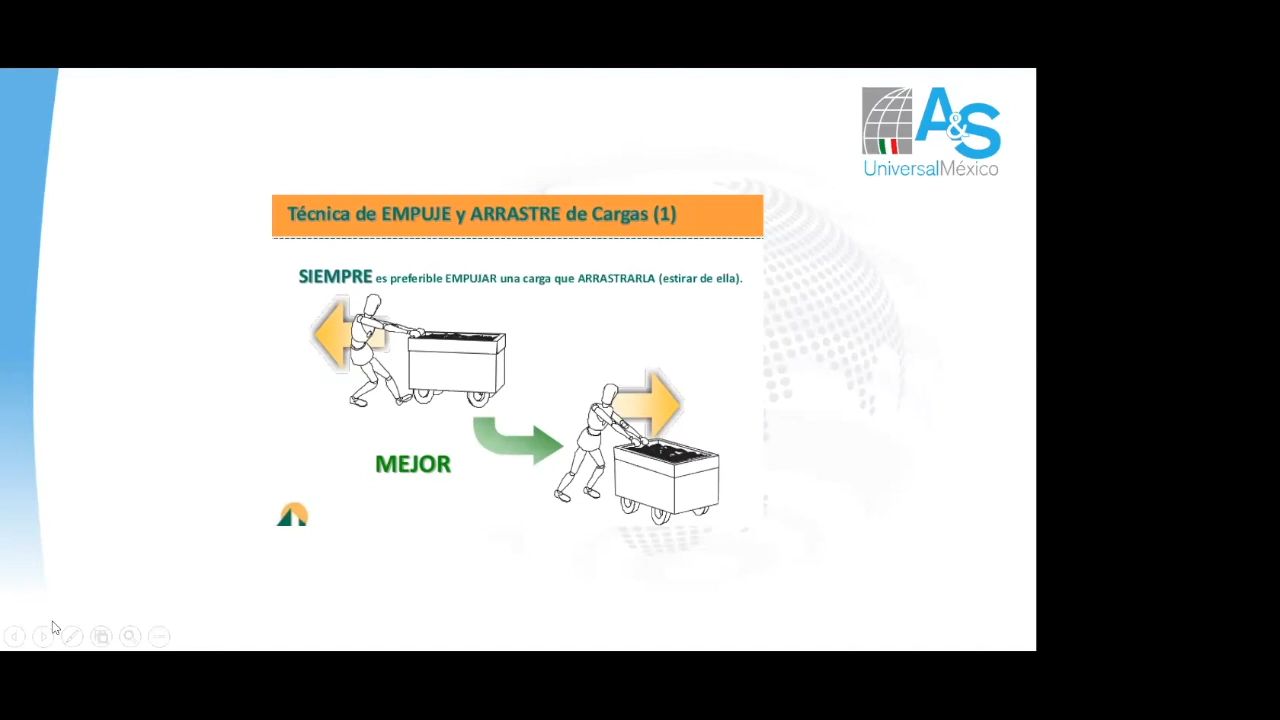 A&S
UniversalMéxico
Técnica de EMPUJE y ARRASTRE de Cargas (1)
SIEMPRE es preferible EMPUJAR una carga que ARRASTRARLA (estirar de ella).
MEJOR